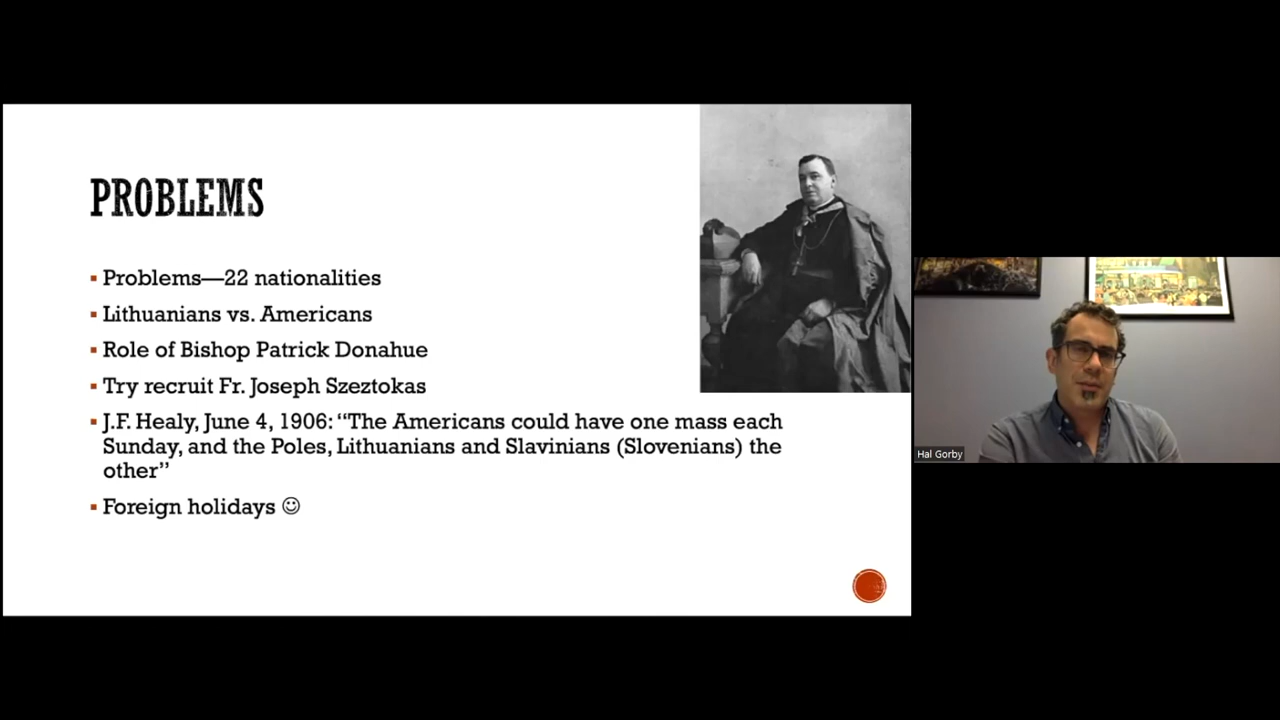 PROBLEMS
▪ Problems—22 nationalities
▪ Lithuanians vs. Americans
▪ Role of Bishop Patrick Donahue
▪ Try recruit Fr. Joseph Szeztokas
▪ J.F. Healy, June 4, 1906: “The Americans could have one mass each
Sunday, and the Poles, Lithuanians and Slavinians (Slovenians) the
other”
▪ Foreign holidays ☺
Hal Gorby